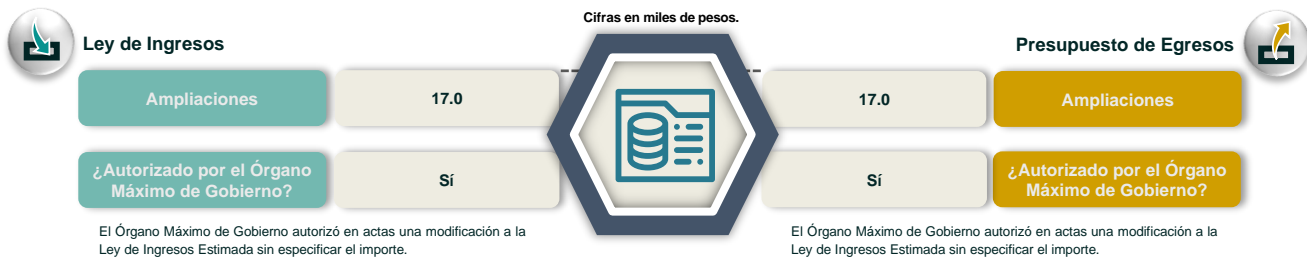 Cifras en miles de pesos.
Ley de Ingresos
Presupuesto de Egresos
Ampliaciones
17.0
17.0
Ampliaciones
¿Autorizado por el Órgano
Máximo de Gobierno?
Sí
Sí
¿Autorizado por el Órgano
Máximo de Gobierno?
El Órgano Máximo de Gobierno autorizó en actas una modificación a la
Ley de Ingresos Estimada sin especificar el importe.
El Órgano Máximo de Gobierno autorizó en actas una modificación a la
Ley de Ingresos Estimada sin especificar el importe.